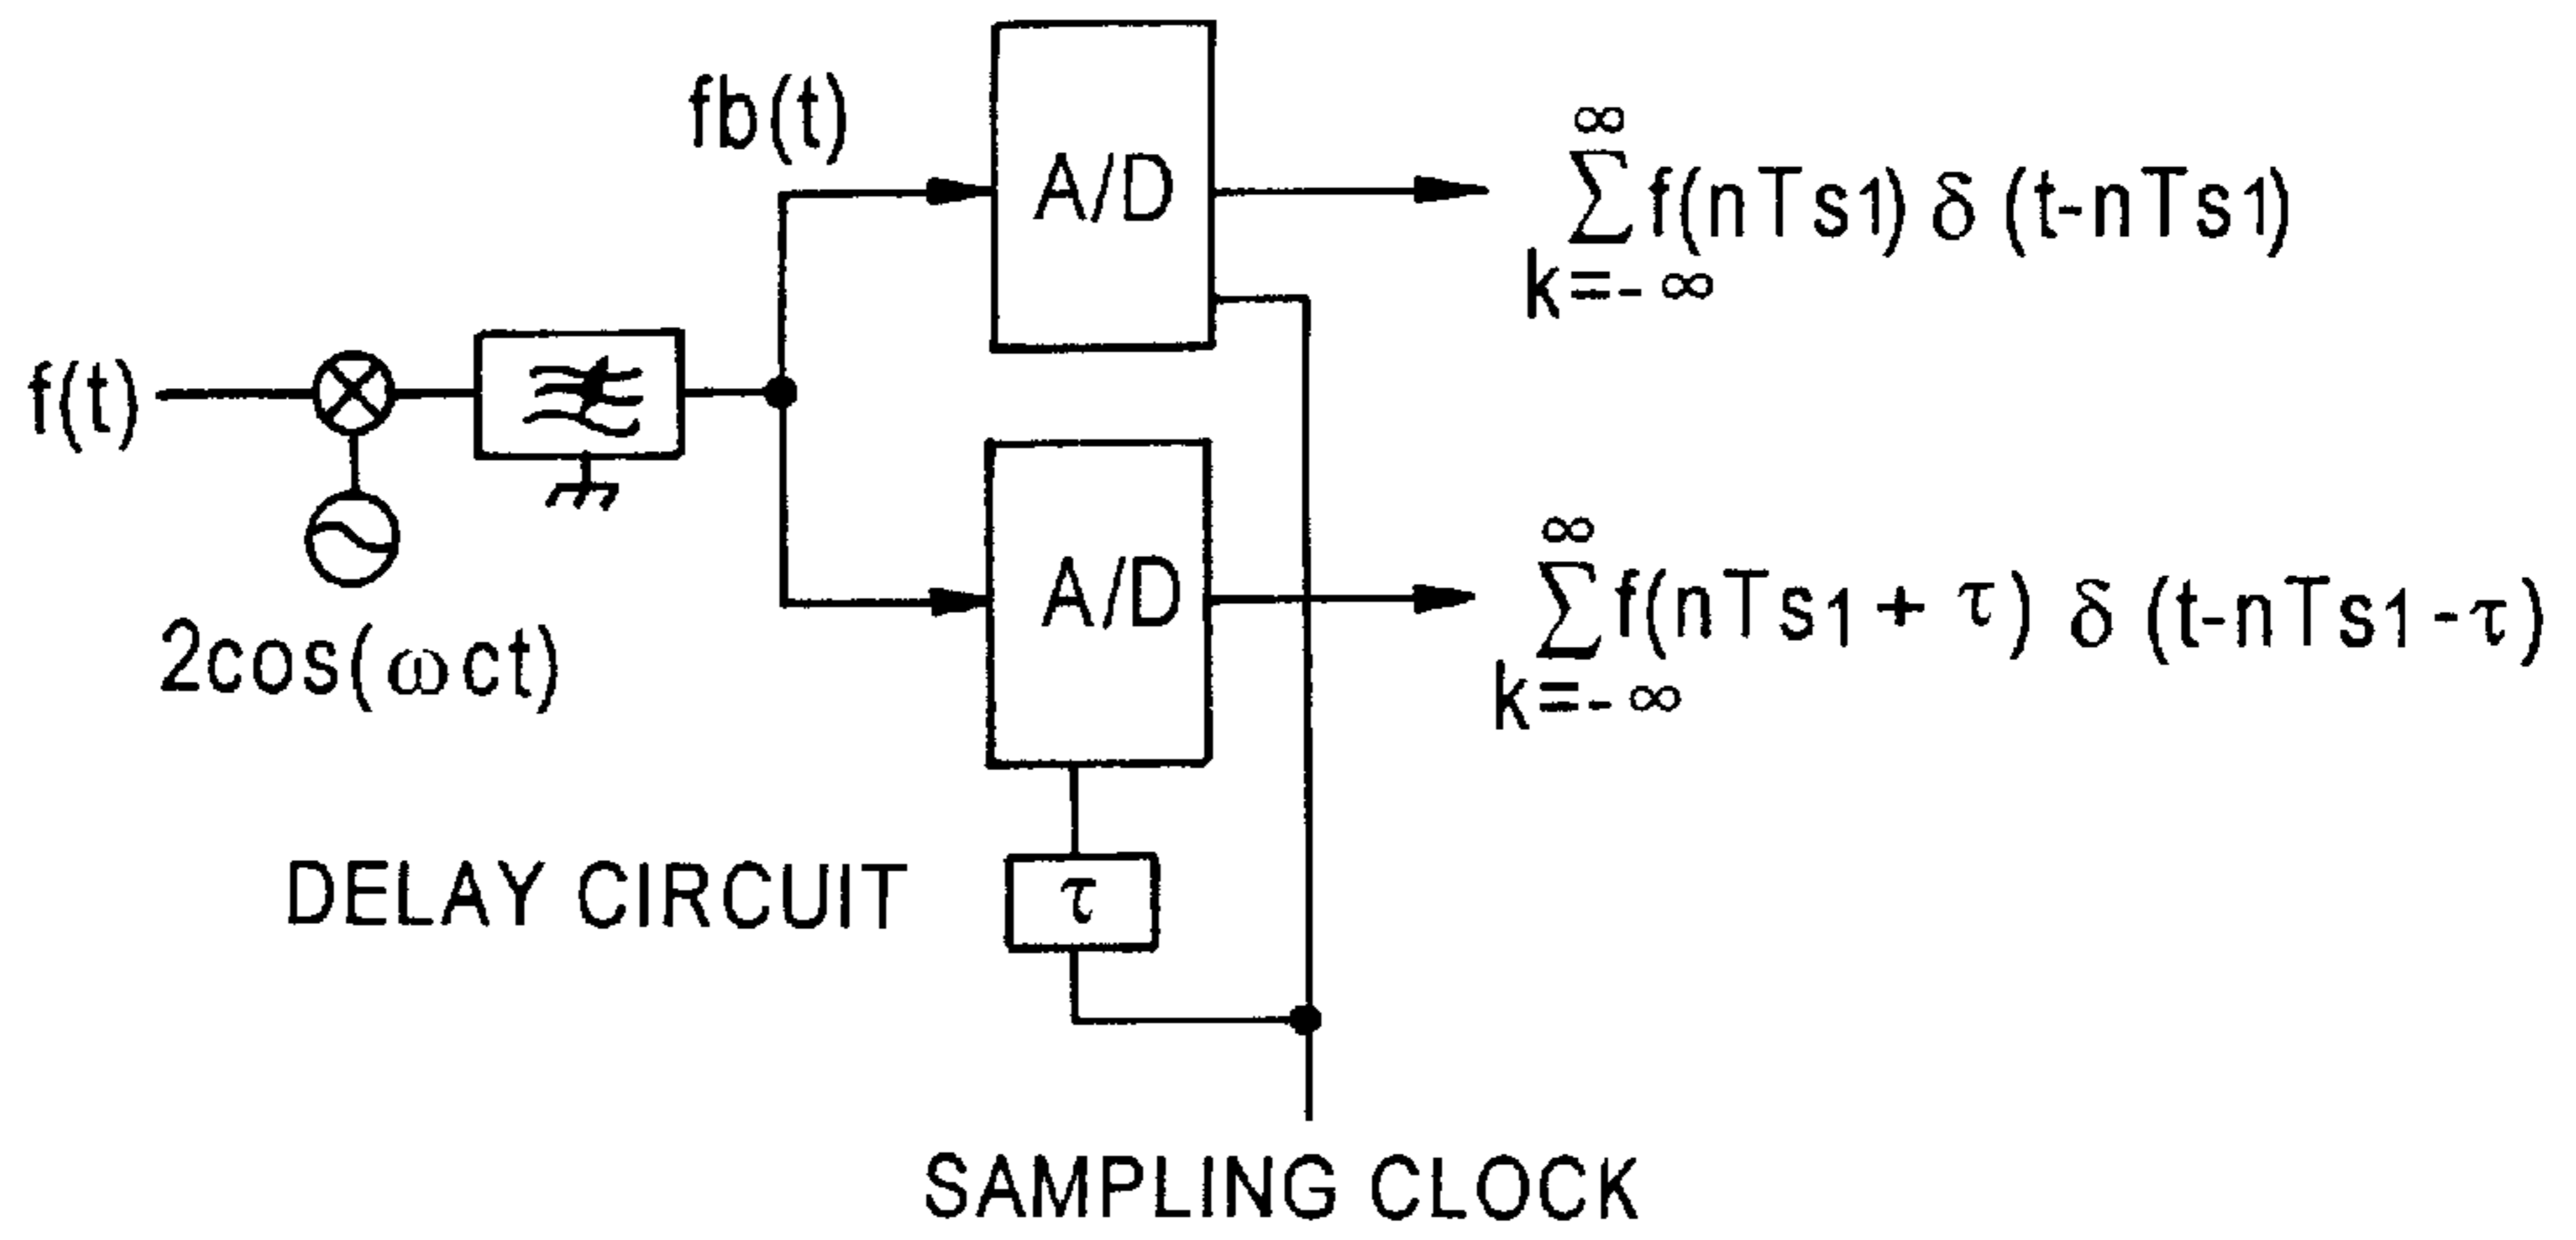 fb(t)
A/D
∞
Σ f(nTs1) δ (t-nTs1)
k=-∞
f(t)
2cos(ωct)
A/D
∞
Σ f(nTs1 + τ) δ (t-nTs1-τ)
k=-∞
DELAY CIRCUIT
τ
SAMPLING CLOCK